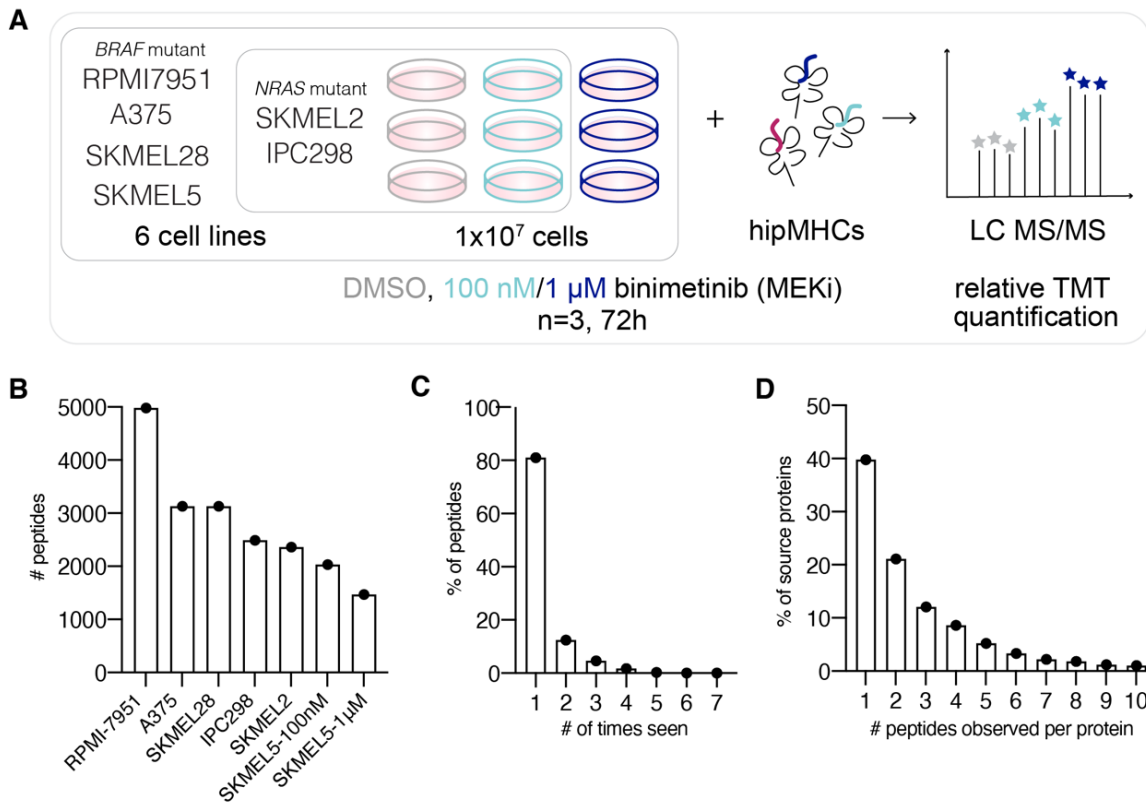 A
BRAF mutant
RPMI7951
A375
SKMEL28
SKMEL5
NRAS mutant
SKMEL2
IPC298
6 cell lines
1x10⁷ cells
+
hipMHCs
LC MS/MS
DMSO, 100 nM/1 µM binimetinib (MEKi)
n=3, 72h
relative TMT
quantification
B
# peptides
5000
4000
3000
2000
1000
0
RPMI-7951
A375
SKMEL28
IPC298
SKMEL2
SKMEL5-100nM
SKMEL5-1µM
C
% of peptides
100
80
60
40
20
0
1 2 3 4 5 6 7
# of times seen
D
% of source proteins
50
40
30
20
10
0
1 2 3 4 5 6 7 8 9 10
# peptides observed per protein